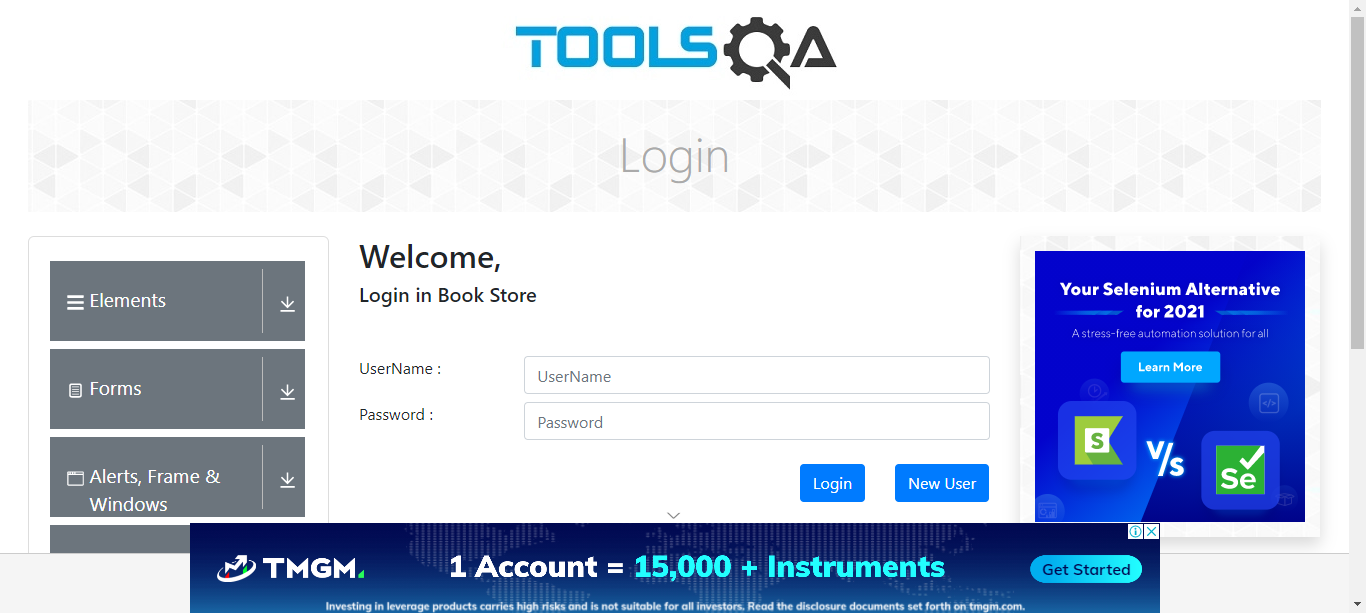 TOOLSQA
Login
Elements
Forms
Alerts, Frame &
Windows
Welcome,
Login in Book Store
UserName :
UserName
Password :
Password
Login
New User
Your Selenium Alternative
for 2021
A stress-free automation solution for all
Learn More
S
V/s
Se
TMGM
1 Account = 15,000 + Instruments
Get Started
Investing in leverage products carries high risks and is not suitable for all investors. Read the disclosure documents set forth on tmgm.com.